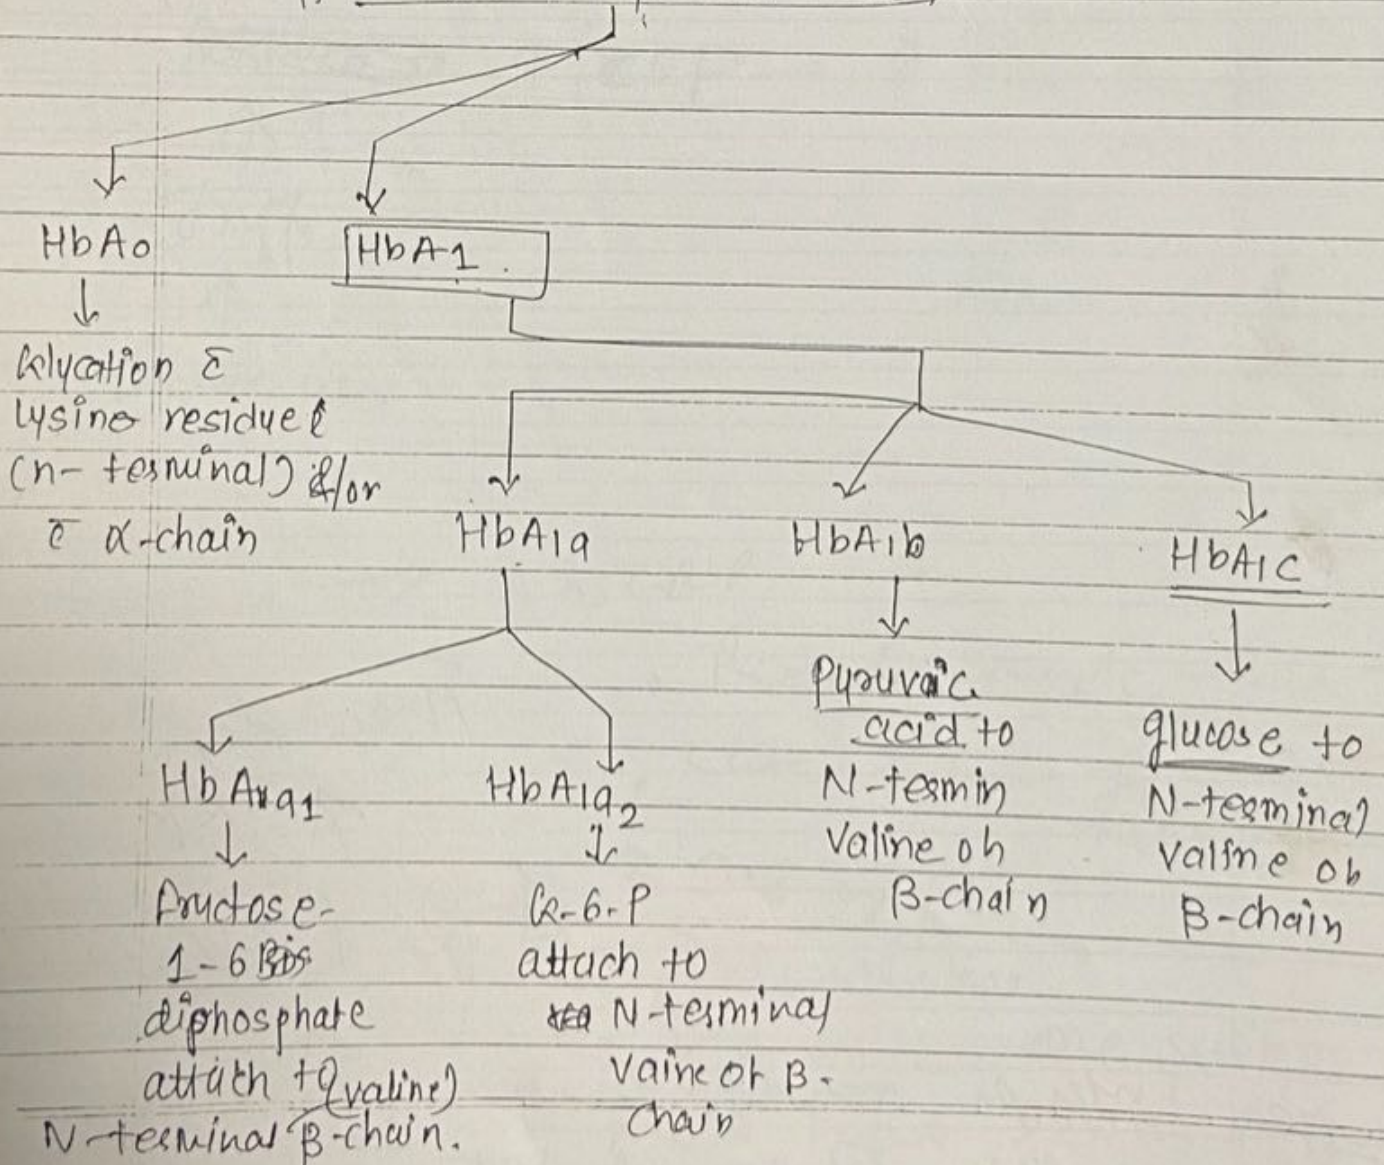 HbA0
HbA1
Glycation c̄
lysine residue &
(n-terminal) &/or
c̄ α-chain
HbA1a
HbA1b
HbA1c
Pyruvic
acid to
N-termin
valine of
β-chain
glucose to
N-terminal
valine of
β-chain
HbA1a1
HbA1a2
fructose-
1-6 Bis
diphosphate
attach to (valine)
N-terminal β-chain.
G-6-P
attach to
N-terminal
vaine of β-
chain